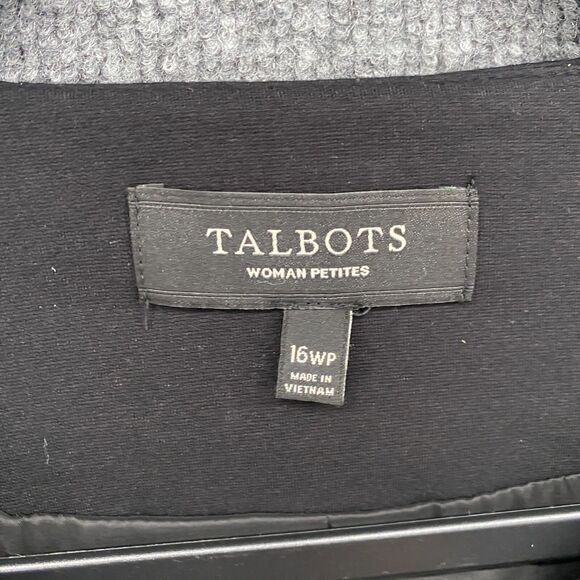 TALBOTS
WOMAN PETITES
16WP
MADE IN
VIETNAM